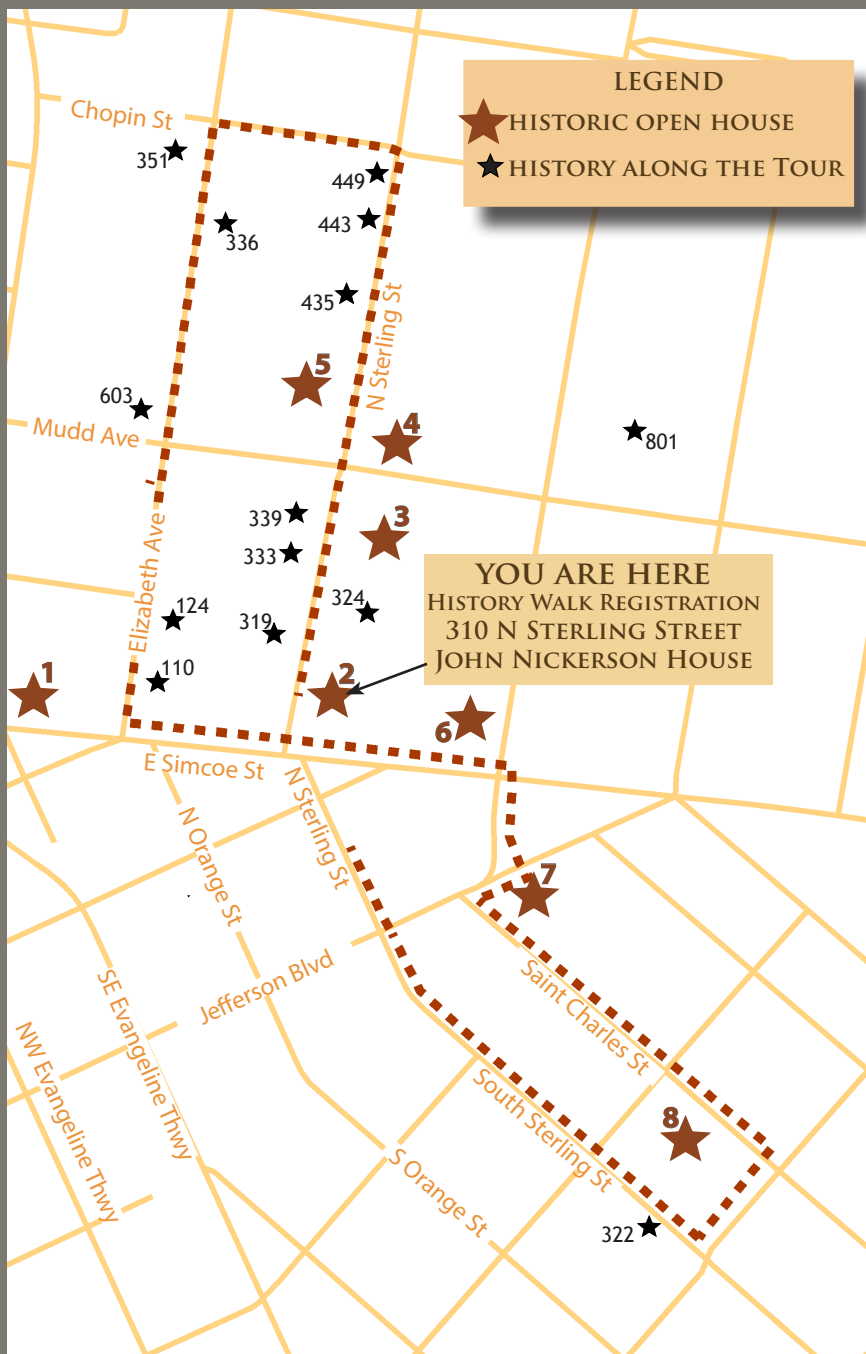 LEGEND
HISTORIC OPEN HOUSE
HISTORY ALONG THE TOUR
Chopin St
351
449
443
336
435
N Sterling St
5
603
4
Mudd Ave
801
339
3
333
Elizabeth Ave
YOU ARE HERE
HISTORY WALK REGISTRATION
310 N STERLING STREET
JOHN NICKERSON HOUSE
124
319
324
1
110
2
6
E Simcoe St
N Sterling St
N Orange St
7
Jefferson Blvd
Saint Charles St
SE Evangeline Thwy
NW Evangeline Thwy
South Sterling St
8
S Orange St
322